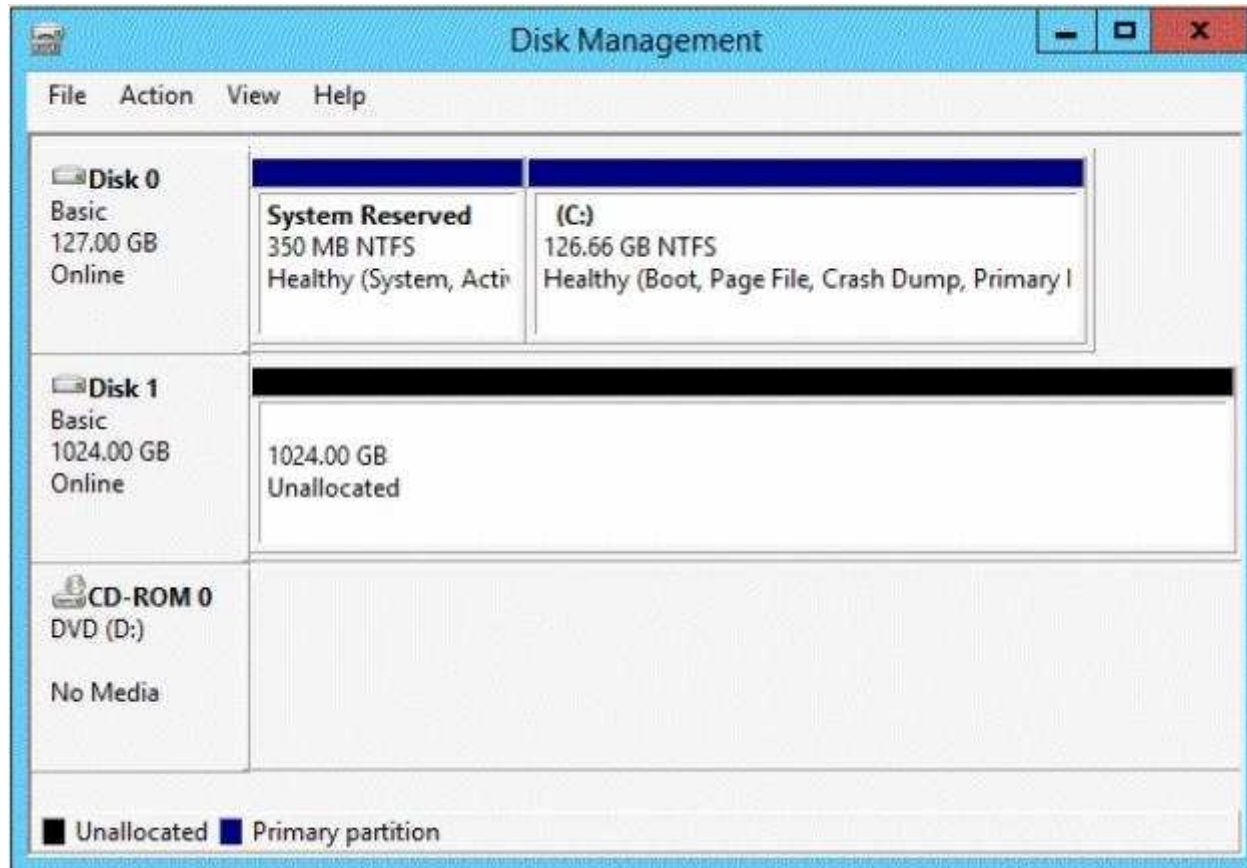 Disk Management
File Action View Help
Disk 0
Basic
127.00 GB
Online
System Reserved
350 MB NTFS
Healthy (System, Acti
(C:)
126.66 GB NTFS
Healthy (Boot, Page File, Crash Dump, Primary
Disk 1
Basic
1024.00 GB
Online
1024.00 GB
Unallocated
CD-ROM 0
DVD (D:)
No Media
Unallocated Primary partition